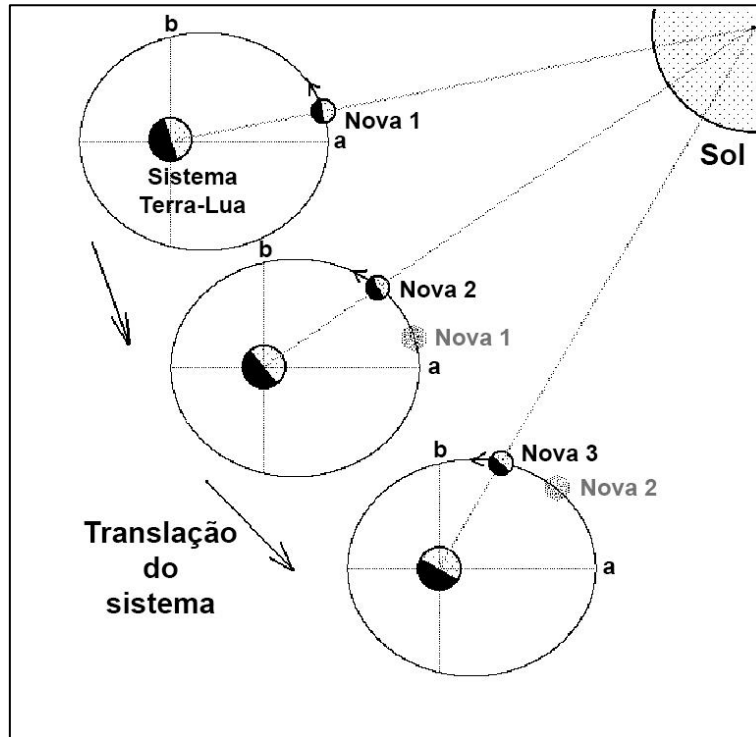 b
Nova 1
a
Sol
Sistema
Terra-Lua
b
Nova 2
Nova 1
a
b
Nova 3
Nova 2
a
Translação
do
sistema